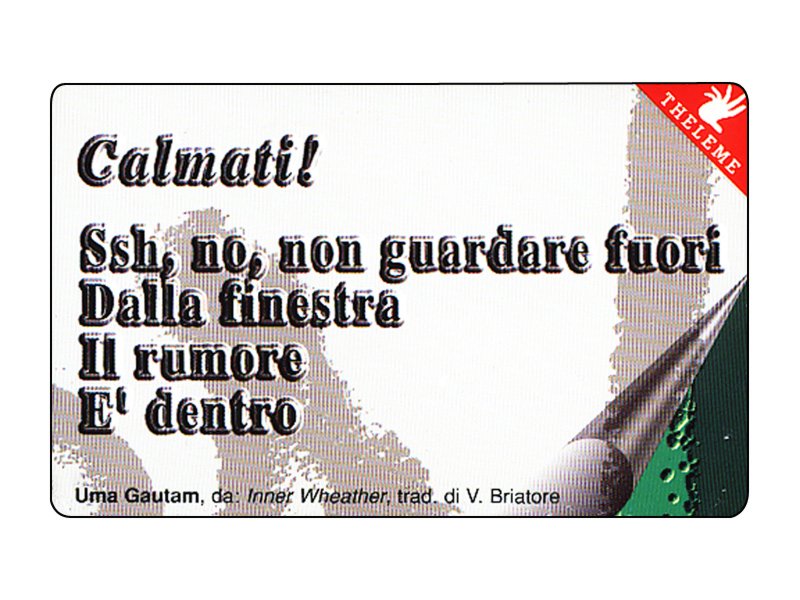 THELEME
Calmati!
Ssh, no, non guardare fuori
Dalla finestra
Il rumore
E' dentro
Uma Gautam, da: Inner Wheather, trad. di V. Briatore